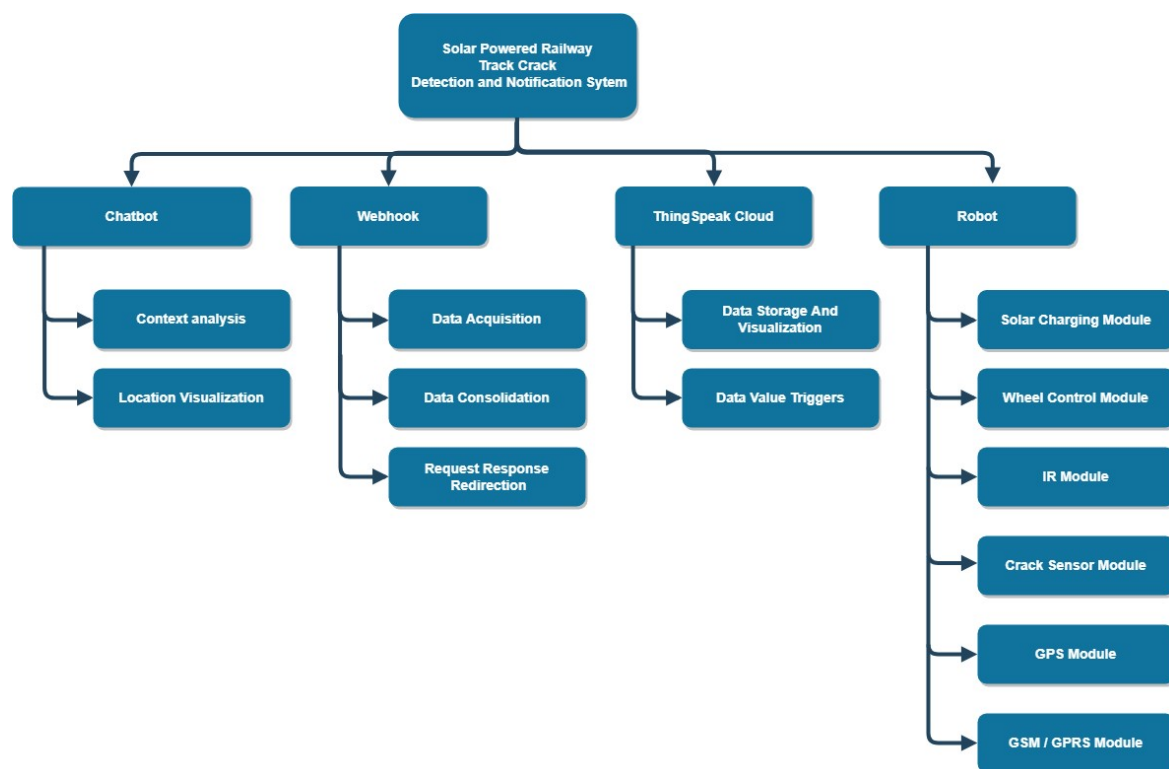 Solar Powered Railway
Track Crack
Detection and Notification Sytem
Chatbot
Webhook
ThingSpeak Cloud
Robot
Context analysis
Location Visualization
Data Acquisition
Data Consolidation
Request Response
Redirection
Data Storage And
Visualization
Data Value Triggers
Solar Charging Module
Wheel Control Module
IR Module
Crack Sensor Module
GPS Module
GSM / GPRS Module